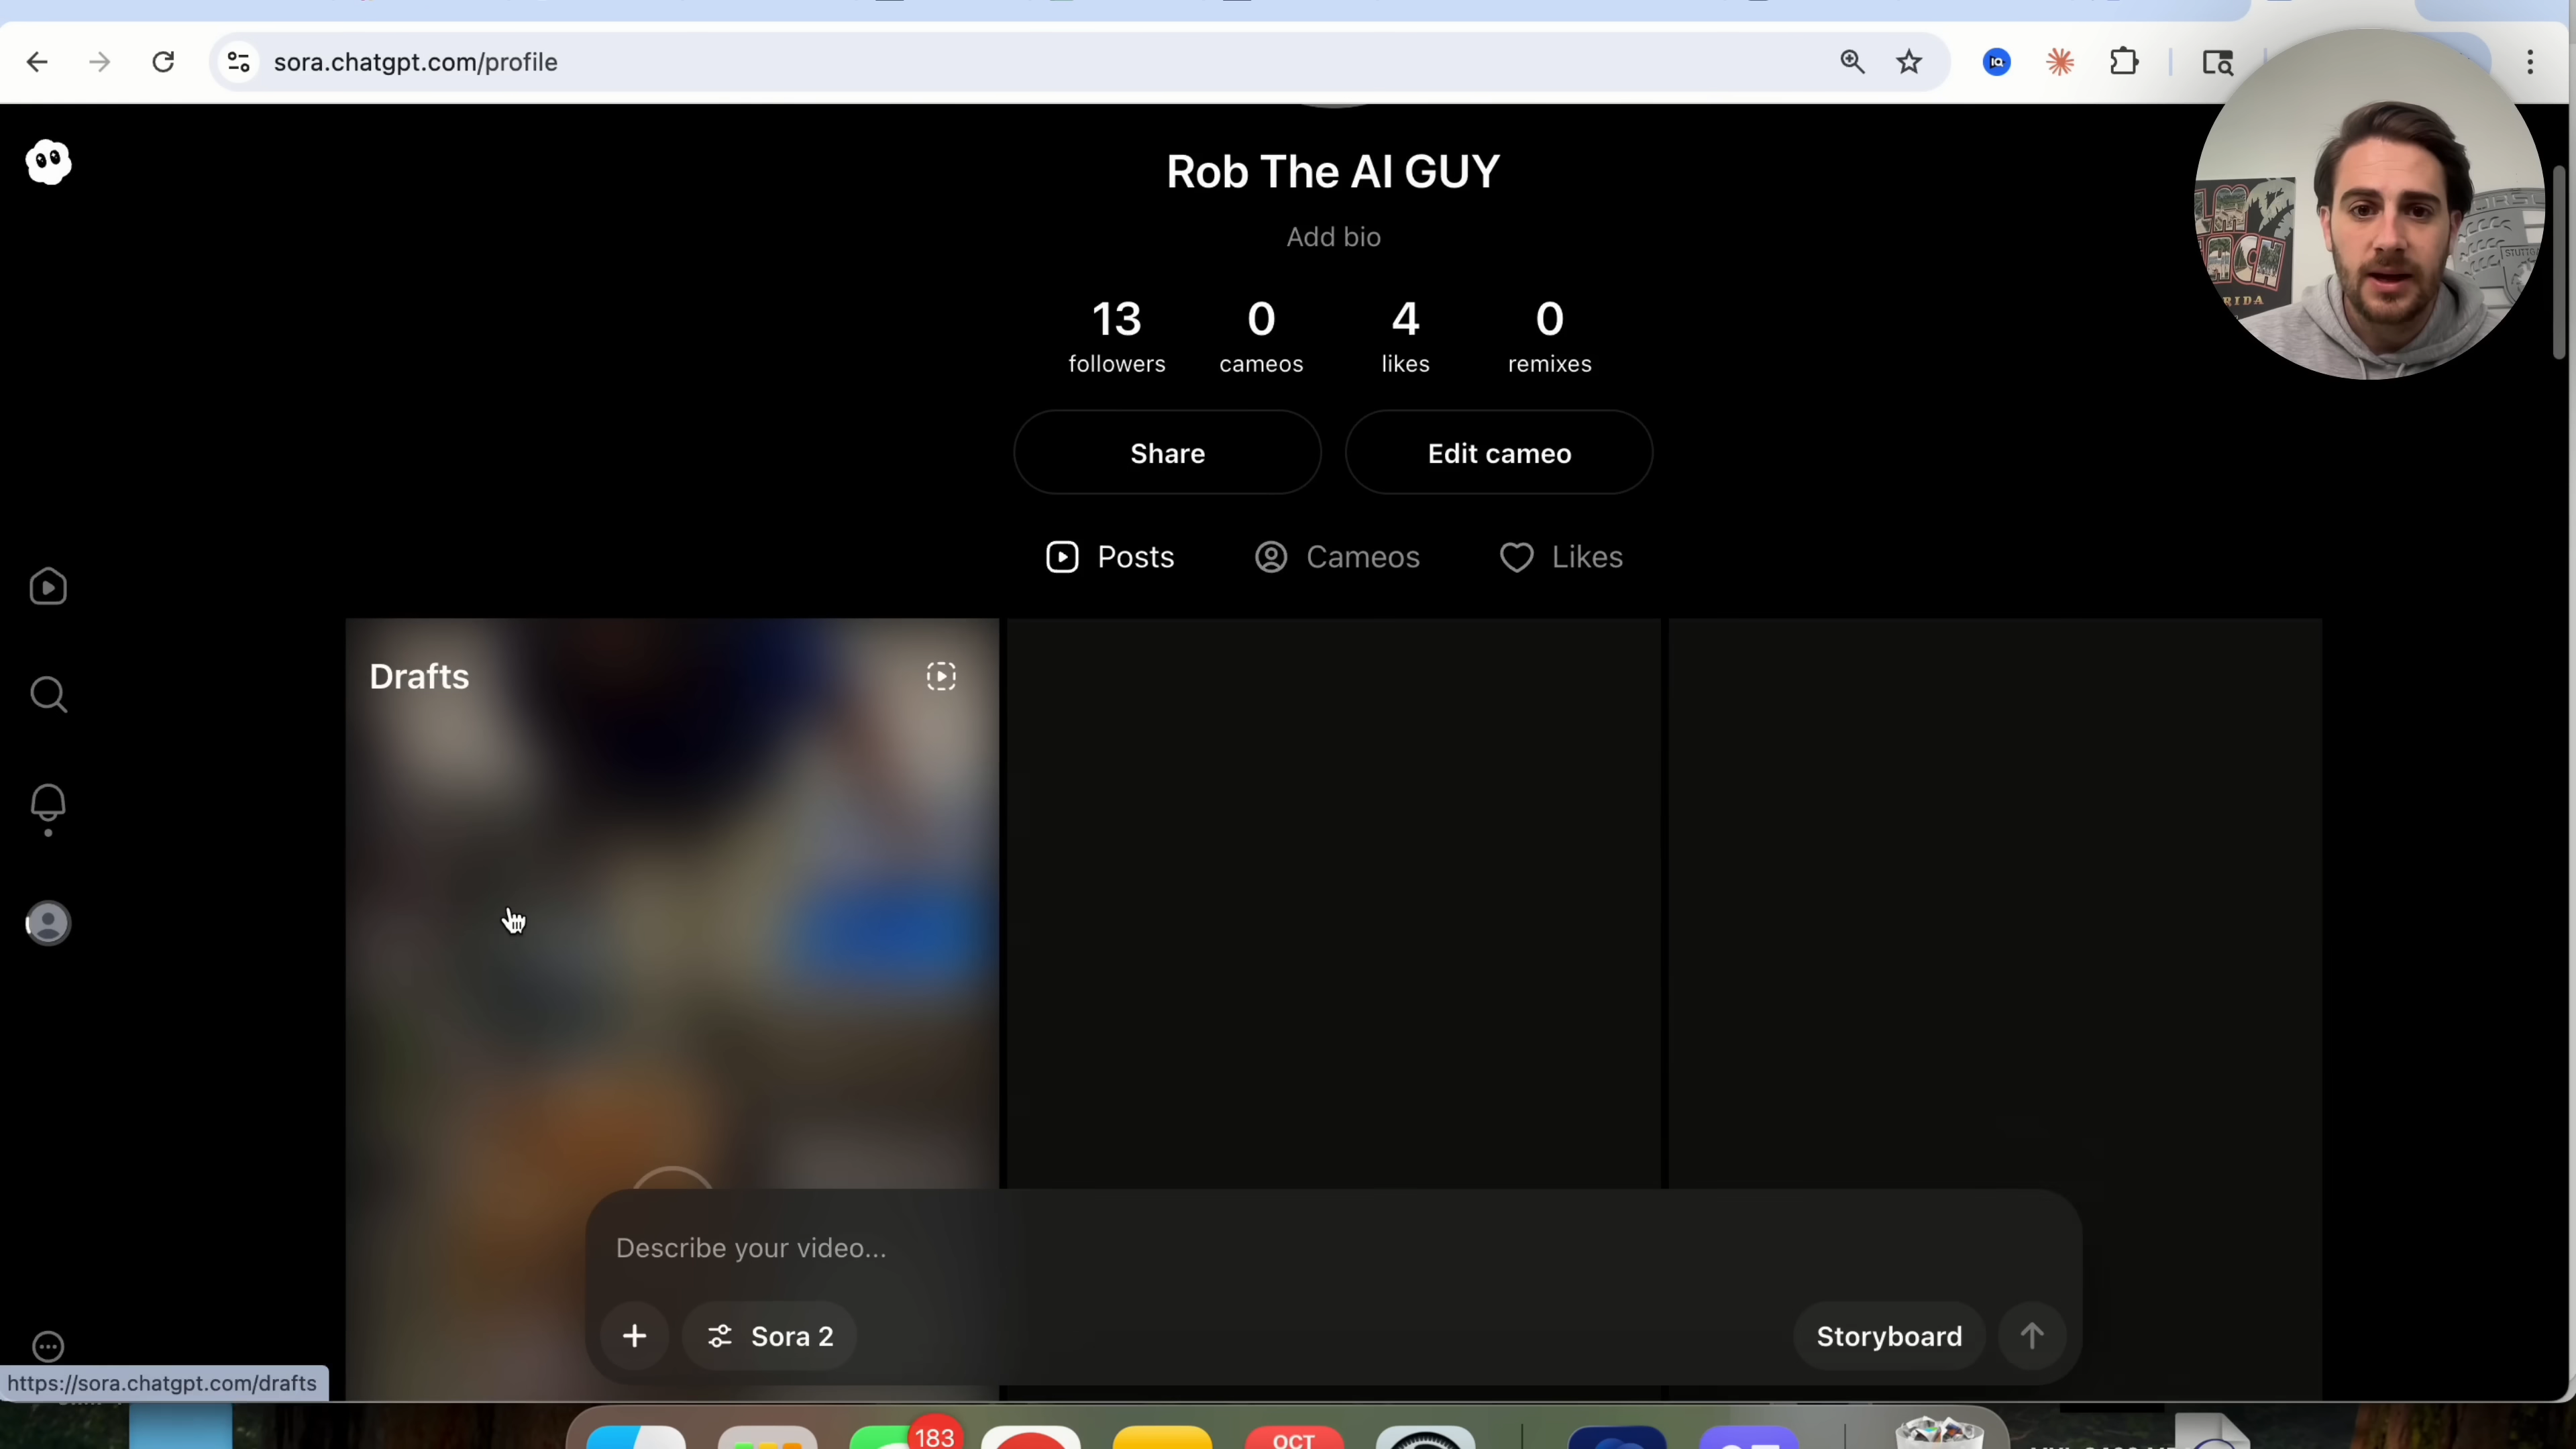 sora.chatgpt.com/profile
Rob The AI GUY
Add bio
13 0 4 0
followers cameos likes remixes
Share Edit cameo
Posts Cameos Likes
Drafts
Describe your video...
Sora 2 Storyboard
https://sora.chatgpt.com/drafts
183
OCT
IQ
RIDA